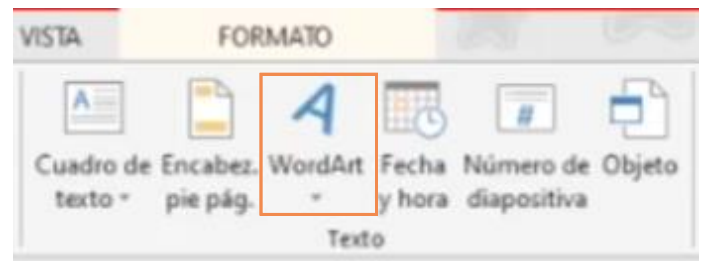 VISTA FORMATO
A
#
Cuadro de texto
Encabez. pie pág.
WordArt
Fecha y hora
Número de diapositiva
Objeto
Texto